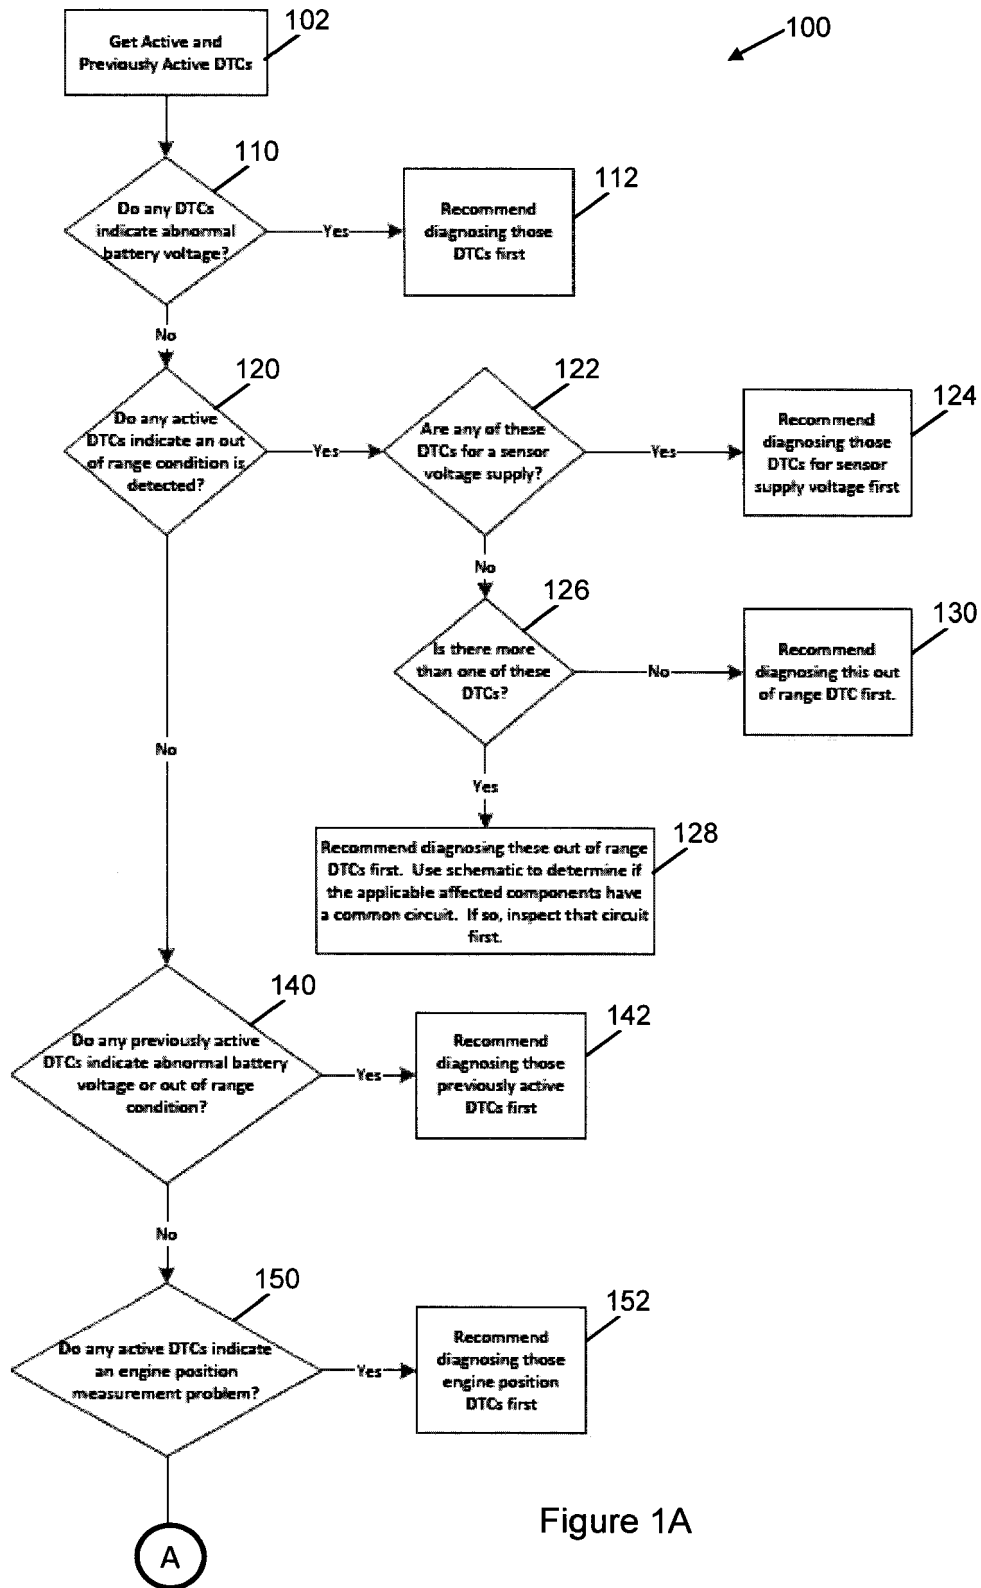 102
100
Get Active and
Previously Active DTCs
110
Do any DTCs
indicate abnormal
battery voltage?
Yes
112
Recommend
diagnosing those
DTCs first
No
120
Do any active
DTCs indicate an out
of range condition is
detected?
Yes
122
Are any of these
DTCs for a sensor
voltage supply?
Yes
124
Recommend
diagnosing those
DTCs for sensor
supply voltage first
No
126
Is there more
than one of these
DTCs?
No
130
Recommend
diagnosing this out
of range DTC first.
No
Yes
128
Recommend diagnosing these out of range
DTCs first. Use schematic to determine if
the applicable affected components have
a common circuit. If so, inspect that circuit
first.
140
Do any previously active
DTCs indicate abnormal battery
voltage or out of range
condition?
Yes
142
Recommend
diagnosing those
previously active
DTCs first
No
150
Do any active DTCs indicate
an engine position
measurement problem?
Yes
152
Recommend
diagnosing those
engine position
DTCs first
A
Figure 1A